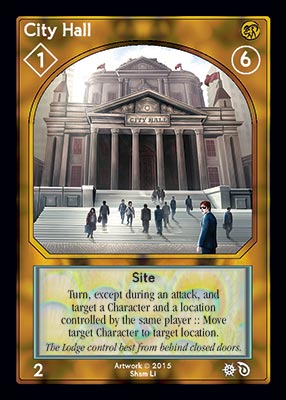 City Hall
1
6
CITY HALL
Site
Turn, except during an attack, and
target a Character and a location
controlled by the same player :: Move
target Character to target location.
The Lodge control best from behind closed doors.
2
Artwork © 2015
Sham Li